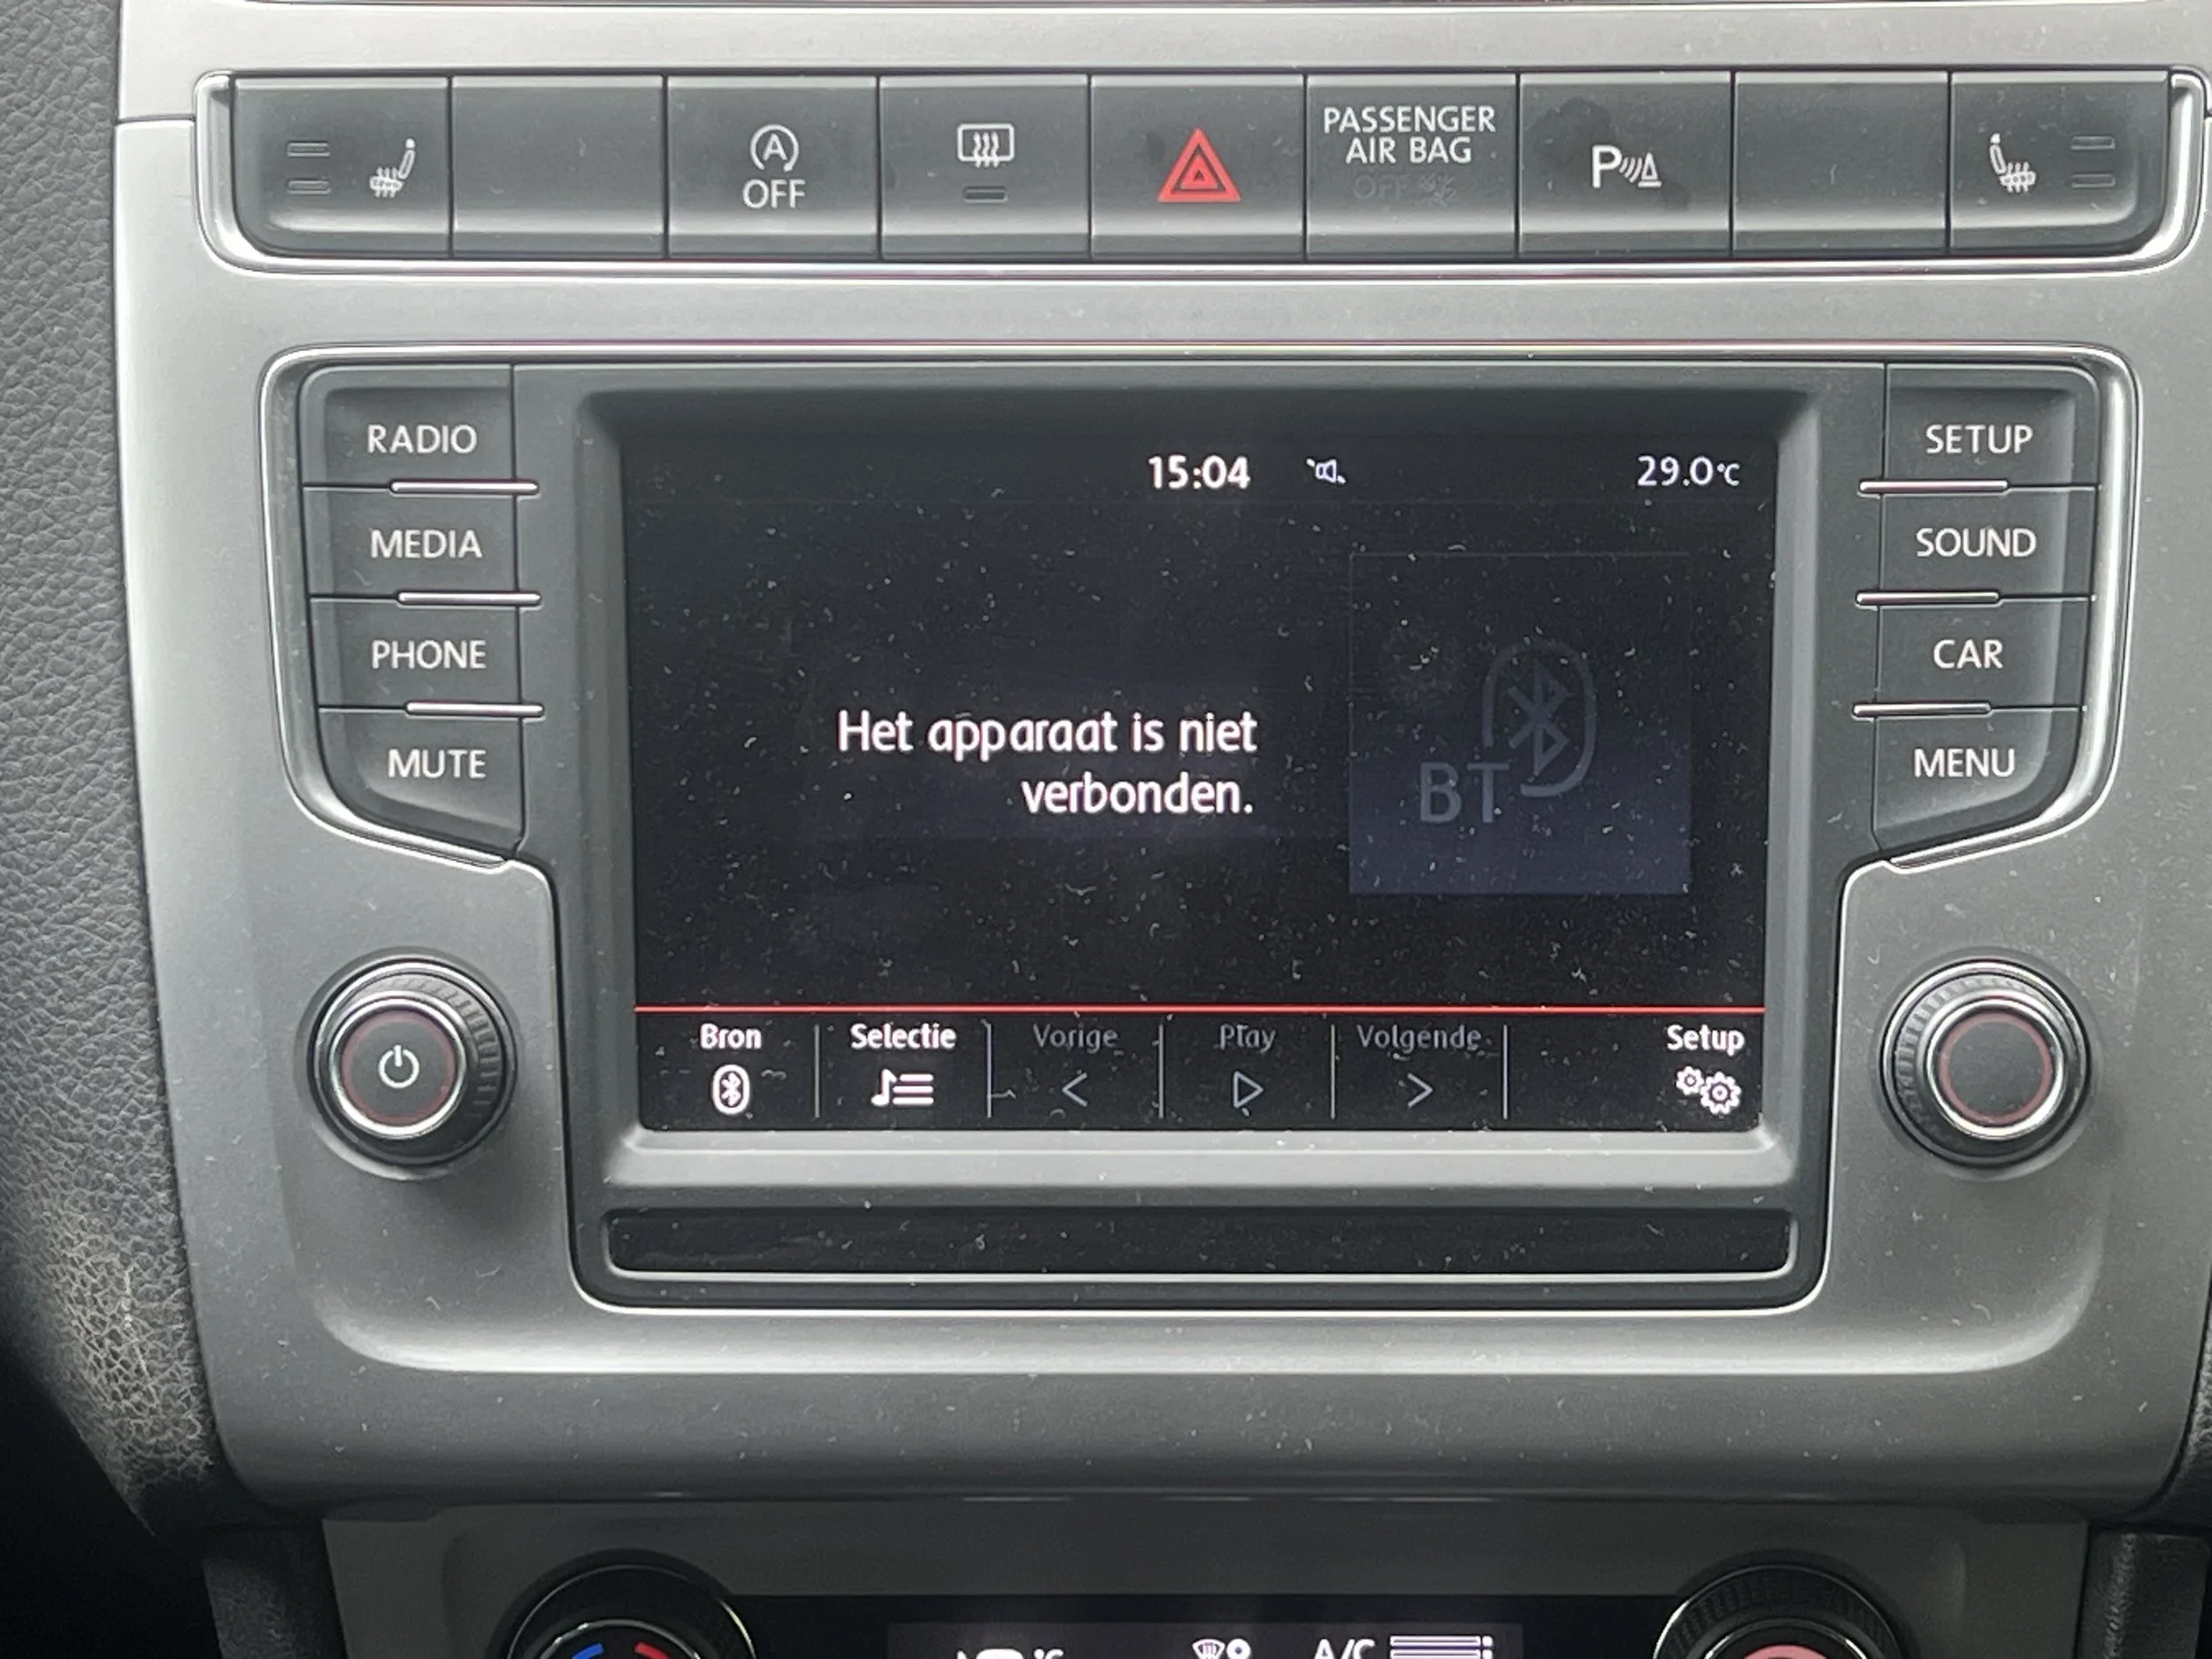 A
OFF
PASSENGER
AIR BAG
OFF
P
RADIO
MEDIA
PHONE
MUTE
15:04
29.0°C
Het apparaat is niet
verbonden.
BT
Bron
Selectie
Vorige
Play
Volgende
Setup
SETUP
SOUND
CAR
MENU
°C
A/C